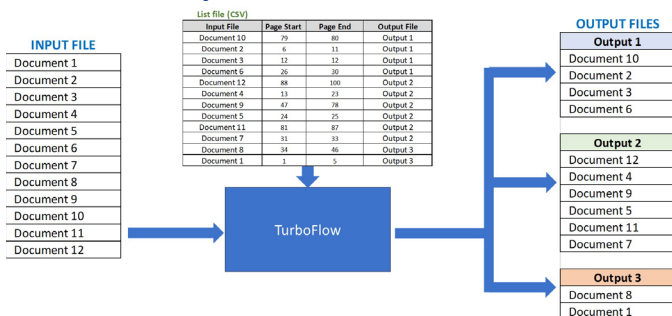 List file (CSV)
Input File Page Start Page End Output File
Document 10 79 80 Output 1
Document 2 6 11 Output 1
Document 3 12 12 Output 1
Document 6 26 30 Output 1
Document 12 88 100 Output 2
Document 4 13 23 Output 2
Document 9 47 78 Output 2
Document 5 24 25 Output 2
Document 11 81 87 Output 2
Document 7 31 33 Output 2
Document 8 34 46 Output 3
Document 1 1 5 Output 3
INPUT FILE
Document 1
Document 2
Document 3
Document 4
Document 5
Document 6
Document 7
Document 8
Document 9
Document 10
Document 11
Document 12
TurboFlow
OUTPUT FILES
Output 1
Document 10
Document 2
Document 3
Document 6
Output 2
Document 12
Document 4
Document 9
Document 5
Document 11
Document 7
Output 3
Document 8
Document 1